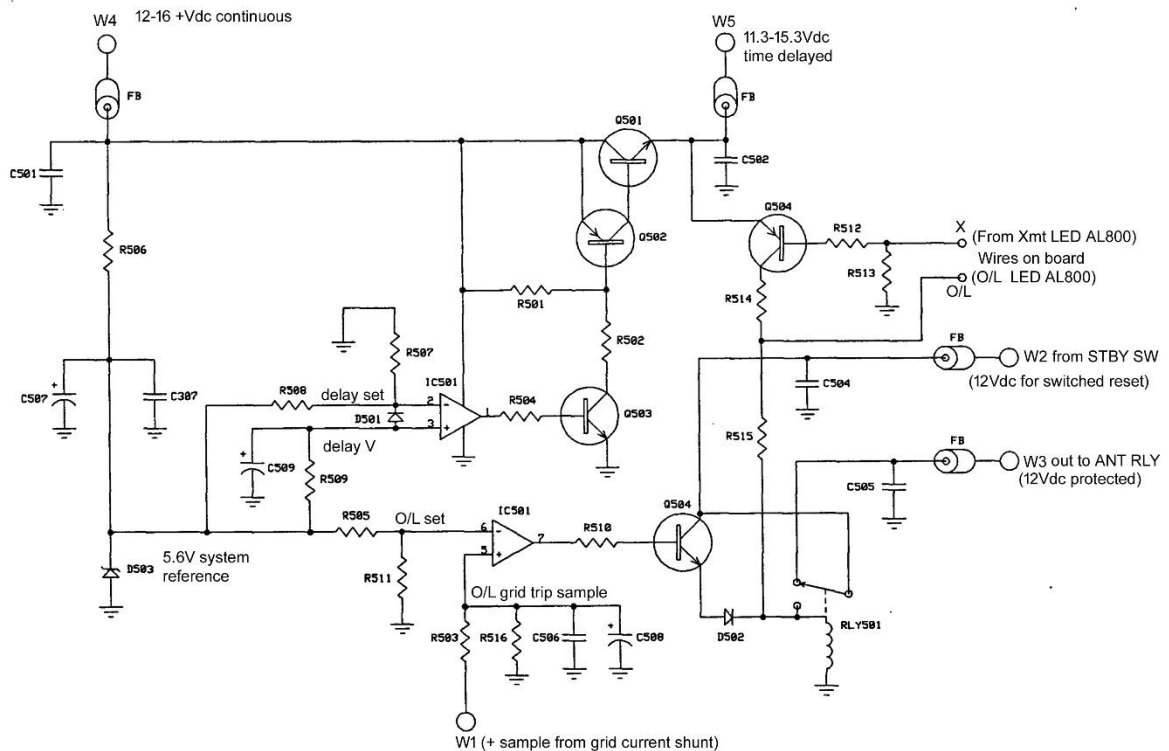 W4
12-16 +Vdc continuous
W5
11.3-15.3Vdc
time delayed
FB
FB
Q501
C501
C502
Q504
Q502
R512
X
(From Xmt LED AL800)
Wires on board
R513
(O/L LED AL800)
O/L
R506
R501
R514
R502
R507
FB
W2 from STBY SW
(12Vdc for switched reset)
C507
C307
R508
delay set
IC501
2
C504
D501
1
R504
Q503
3
delay V
R515
FB
W3 out to ANT RLY
(12Vdc protected)
C509
R509
C505
Q504
R505
O/L set
IC501
6
R510
7
5
5.6V system
reference
D503
R511
O/L grid trip sample
R503
R516
C506
C508
D502
RLY501
W1 (+ sample from grid current shunt)